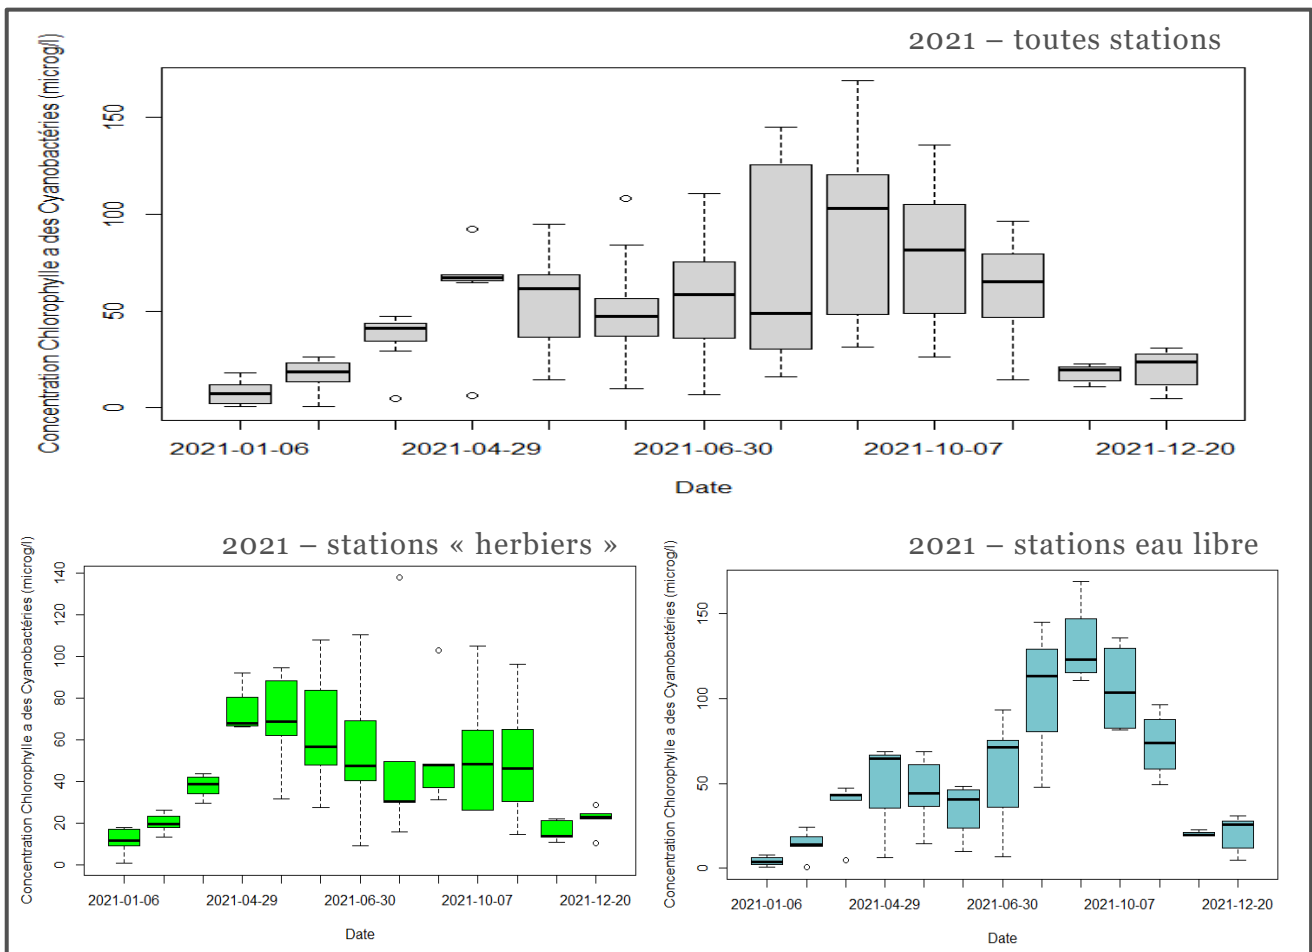 2021 – toutes stations
Concentration Chlorophylle a des Cyanobactéries (microg/l)
150
100
50
0
2021-01-06 2021-04-29 2021-06-30 2021-10-07 2021-12-20
Date
2021 – stations « herbiers »
Concentration Chlorophylle a des Cyanobactéries (microg/l)
140
120
100
80
60
40
20
0
2021-01-06 2021-04-29 2021-06-30 2021-10-07 2021-12-20
Date
2021 – stations eau libre
Concentration Chlorophylle a des Cyanobactéries (microg/l)
150
100
50
0
2021-01-06 2021-04-29 2021-06-30 2021-10-07 2021-12-20
Date